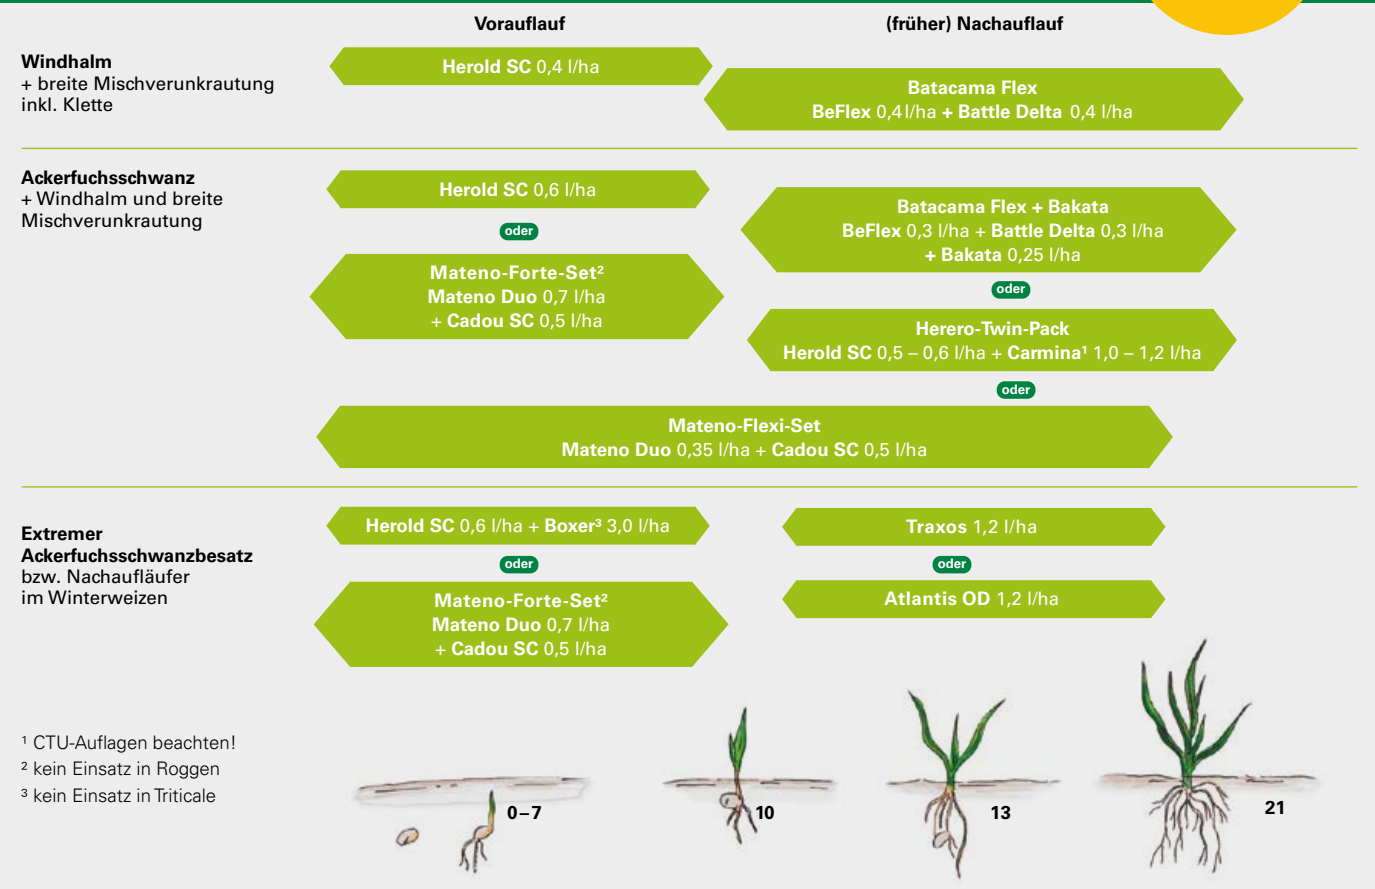 Vorauflauf
(früher) Nachauflauf
Windhalm
+ breite Mischverunkrautung
inkl. Klette
Herold SC 0,4 l/ha
Batacama Flex
BeFlex 0,4 l/ha + Battle Delta 0,4 l/ha
Ackerfuchsschwanz
+ Windhalm und breite
Mischverunkrautung
Herold SC 0,6 l/ha
oder
Mateno-Forte-Set²
Mateno Duo 0,7 l/ha
+ Cadou SC 0,5 l/ha
Batacama Flex + Bakata
BeFlex 0,3 l/ha + Battle Delta 0,3 l/ha
+ Bakata 0,25 l/ha
oder
Herero-Twin-Pack
Herold SC 0,5 – 0,6 l/ha + Carmina¹ 1,0 – 1,2 l/ha
oder
Mateno-Flexi-Set
Mateno Duo 0,35 l/ha + Cadou SC 0,5 l/ha
Extremer
Ackerfuchsschwanzbesatz
bzw. Nachaufläufer
im Winterweizen
Herold SC 0,6 l/ha + Boxer³ 3,0 l/ha
oder
Mateno-Forte-Set²
Mateno Duo 0,7 l/ha
+ Cadou SC 0,5 l/ha
Traxos 1,2 l/ha
oder
Atlantis OD 1,2 l/ha
¹ CTU-Auflagen beachten!
² kein Einsatz in Roggen
³ kein Einsatz in Triticale
0–7
10
13
21